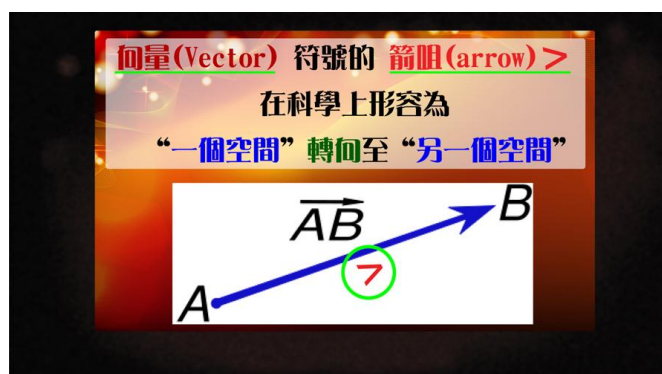 向量(Vector) 符號的 箭咀(arrow)>
在科學上形容為
“一個空間” 轉向至 “另一個空間”
AB
B
>
A